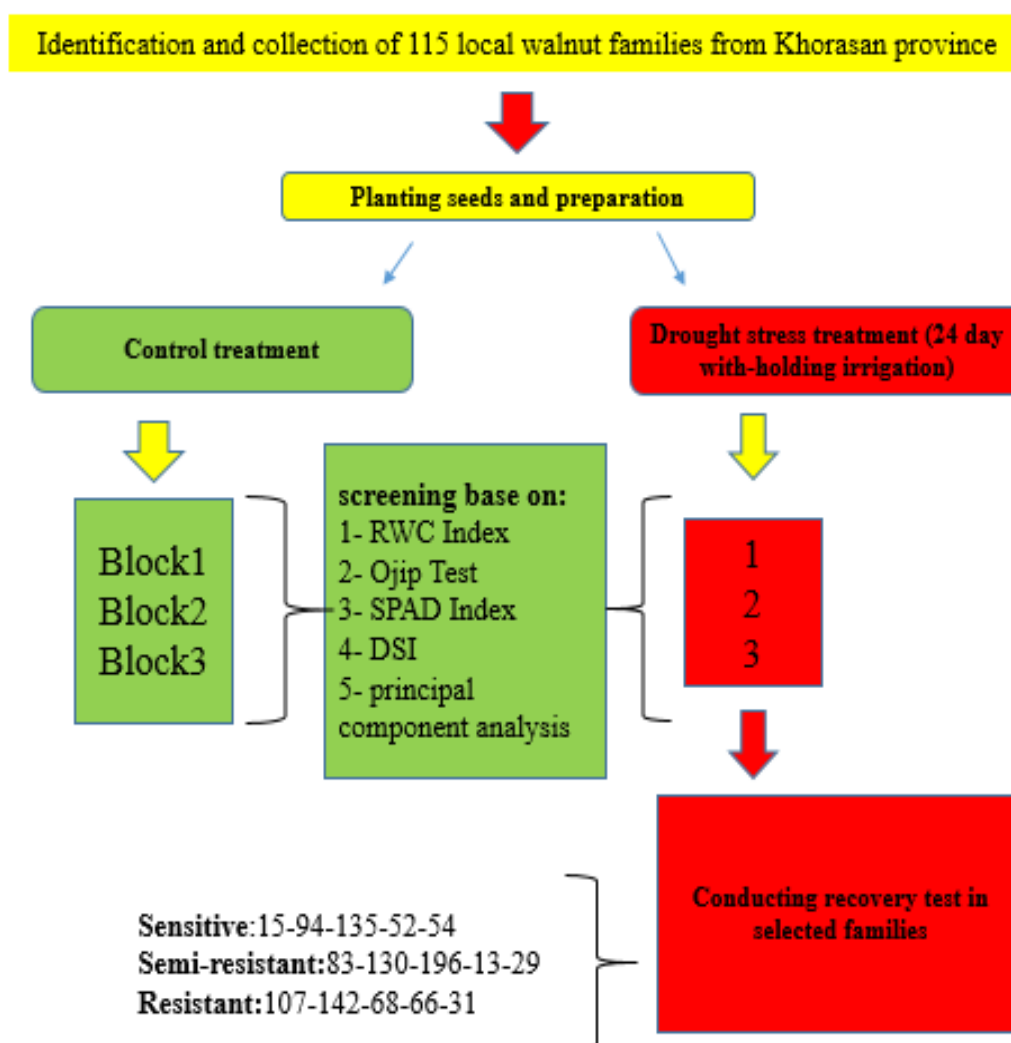 Identification and collection of 115 local walnut families from Khorasan province
Planting seeds and preparation
Control treatment
Drought stress treatment (24 day
with-holding irrigation)
Block1
Block2
Block3
screening base on:
1- RWC Index
2- Ojip Test
3- SPAD Index
4- DSI
5- principal
component analysis
1
2
3
Conducting recovery test in
selected families
Sensitive:15-94-135-52-54
Semi-resistant:83-130-196-13-29
Resistant:107-142-68-66-31